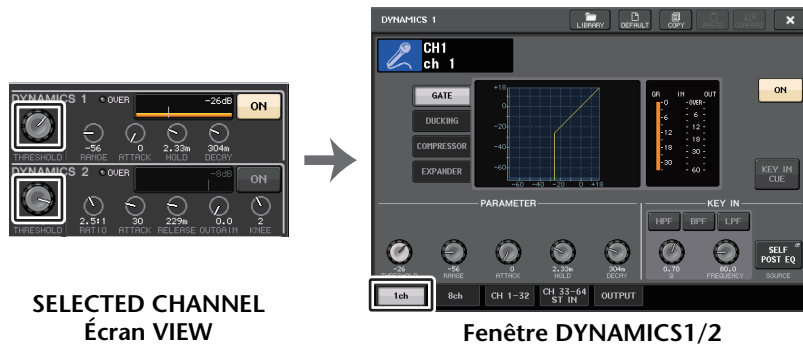 DYNAMICS 1 OVER -26dB ON
-56 0 2.33m 304m
THRESHOLD RANGE ATTACK HOLD DECAY
DYNAMICS 2 OVER -8dB ON
2.5:1 30 229m 0.0 2
THRESHOLD RATIO ATTACK RELEASE OUTGAIN KNEE
SELECTED CHANNEL
Écran VIEW
DYNAMICS 1 LIBRARY DEFAULT COPY PASTE COMPARE ×
CH1
ch 1
GATE
DUCKING
COMPRESSOR
EXPANDER
+18
0
-20
-40
-60
-60 -40 -20 0 +18
GR IN OUT
-0 -OVER-
-6 - 6 -
-12 - 12 -
-18 - 18 -
-30 - 30 -
- 60 -
ON
KEY IN
CUE
PARAMETER
-26 -56 0 2.33m 304m
THRESHOLD RANGE ATTACK HOLD DECAY
KEY IN
HPF BPF LPF
0.70 80.0
Q FREQUENCY
SELF
POST EQ
SOURCE
1ch 8ch CH 1-32 CH 33-64
ST IN OUTPUT
Fenêtre DYNAMICS1/2